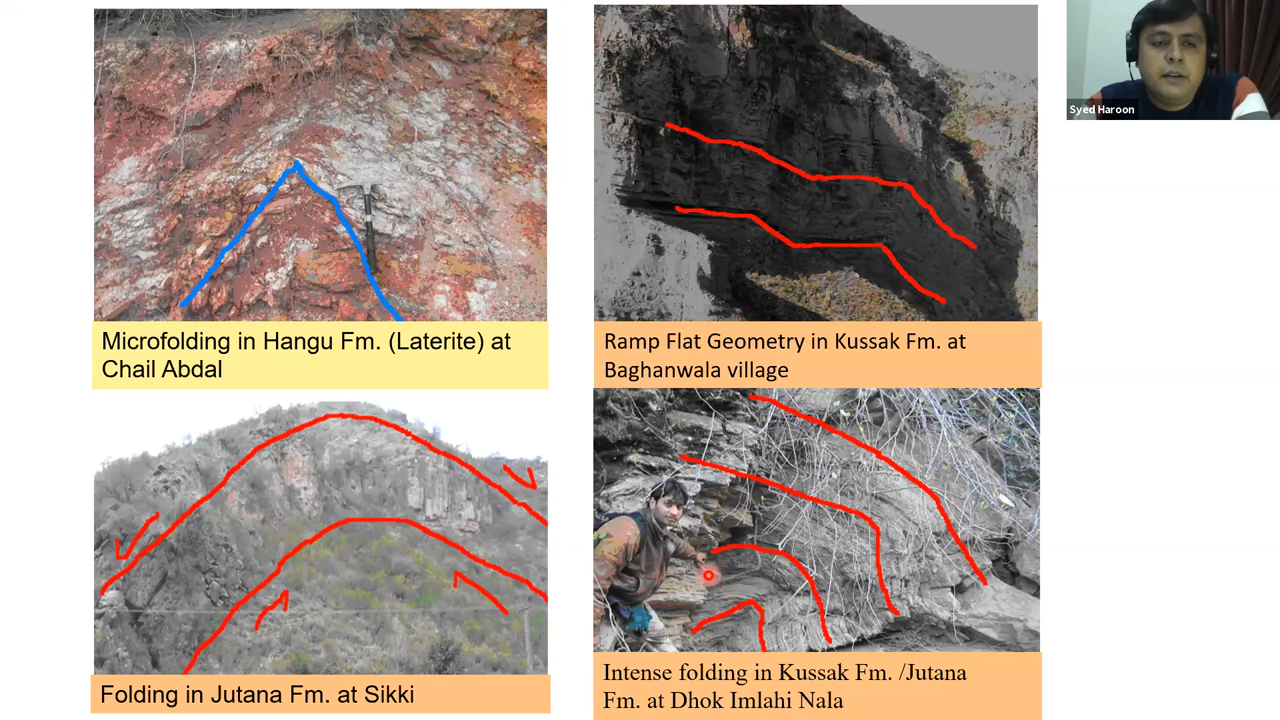 Syed Haroon
Microfolding in Hangu Fm. (Laterite) at
Chail Abdal
Ramp Flat Geometry in Kussak Fm. at
Baghanwala village
Folding in Jutana Fm. at Sikki
Intense folding in Kussak Fm. /Jutana
Fm. at Dhok Imlahi Nala